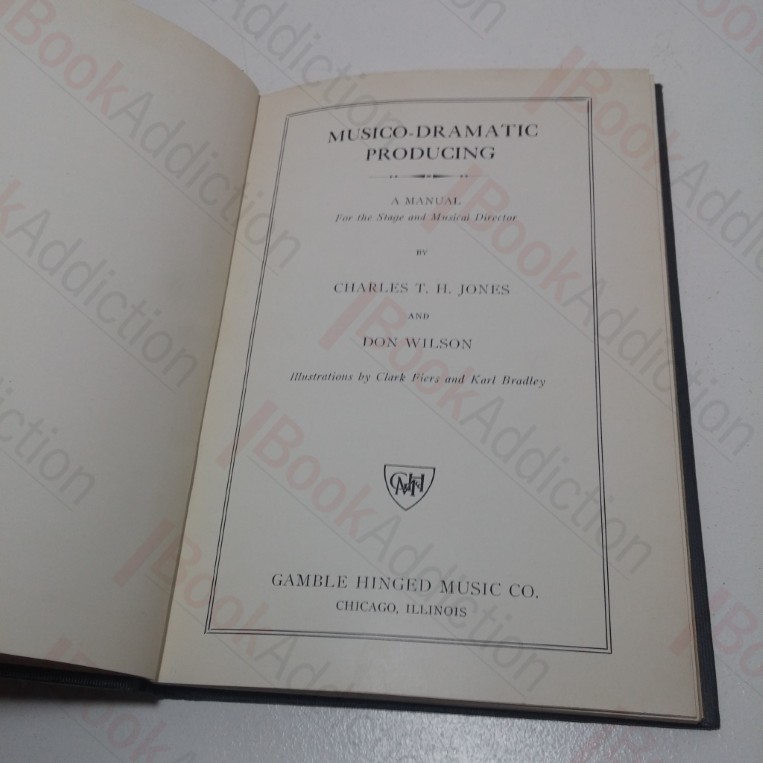 MUSICO-DRAMATIC
PRODUCING
A MANUAL
For the Stage and Musical Director
BY
CHARLES T. H. JONES
AND
DON WILSON
Illustrations by Clark Fiers and Karl Bradley
GAMBLE HINGED MUSIC CO.
CHICAGO, ILLINOIS
BookAddiction